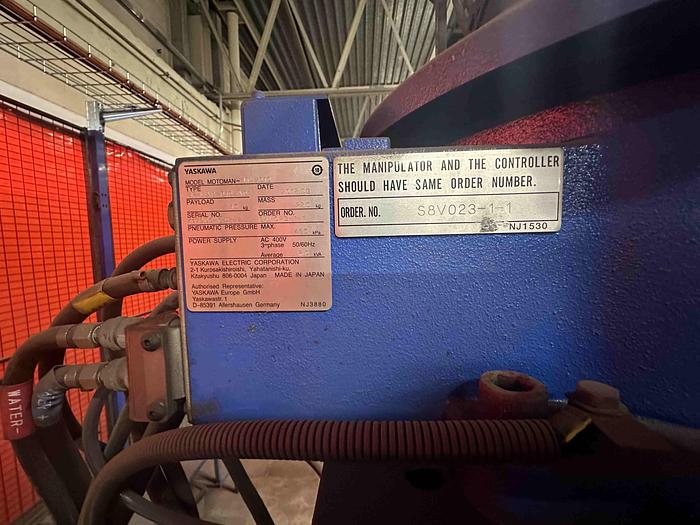 YASKAWA
MODEL MOTOMAN-
TYPE
DATE
PAYLOAD
MASS
kg
SERIAL NO.
ORDER NO.
PNEUMATIC PRESSURE MAX.
kPa
POWER SUPPLY
AC 400V
3-phase 50/60Hz
Average
kVA
YASKAWA ELECTRIC CORPORATION
2-1 Kurosakishiroishi, Yahatanishi-ku,
Kitakyushu 806-0004 Japan MADE IN JAPAN
Authorised Representative:
YASKAWA Europe GmbH
Yaskawastr. 1
D-85391 Allershausen Germany
NJ3880
THE MANIPULATOR AND THE CONTROLLER
SHOULD HAVE SAME ORDER NUMBER.
ORDER. NO. S8V023-1-1
NJ1530
WATER-